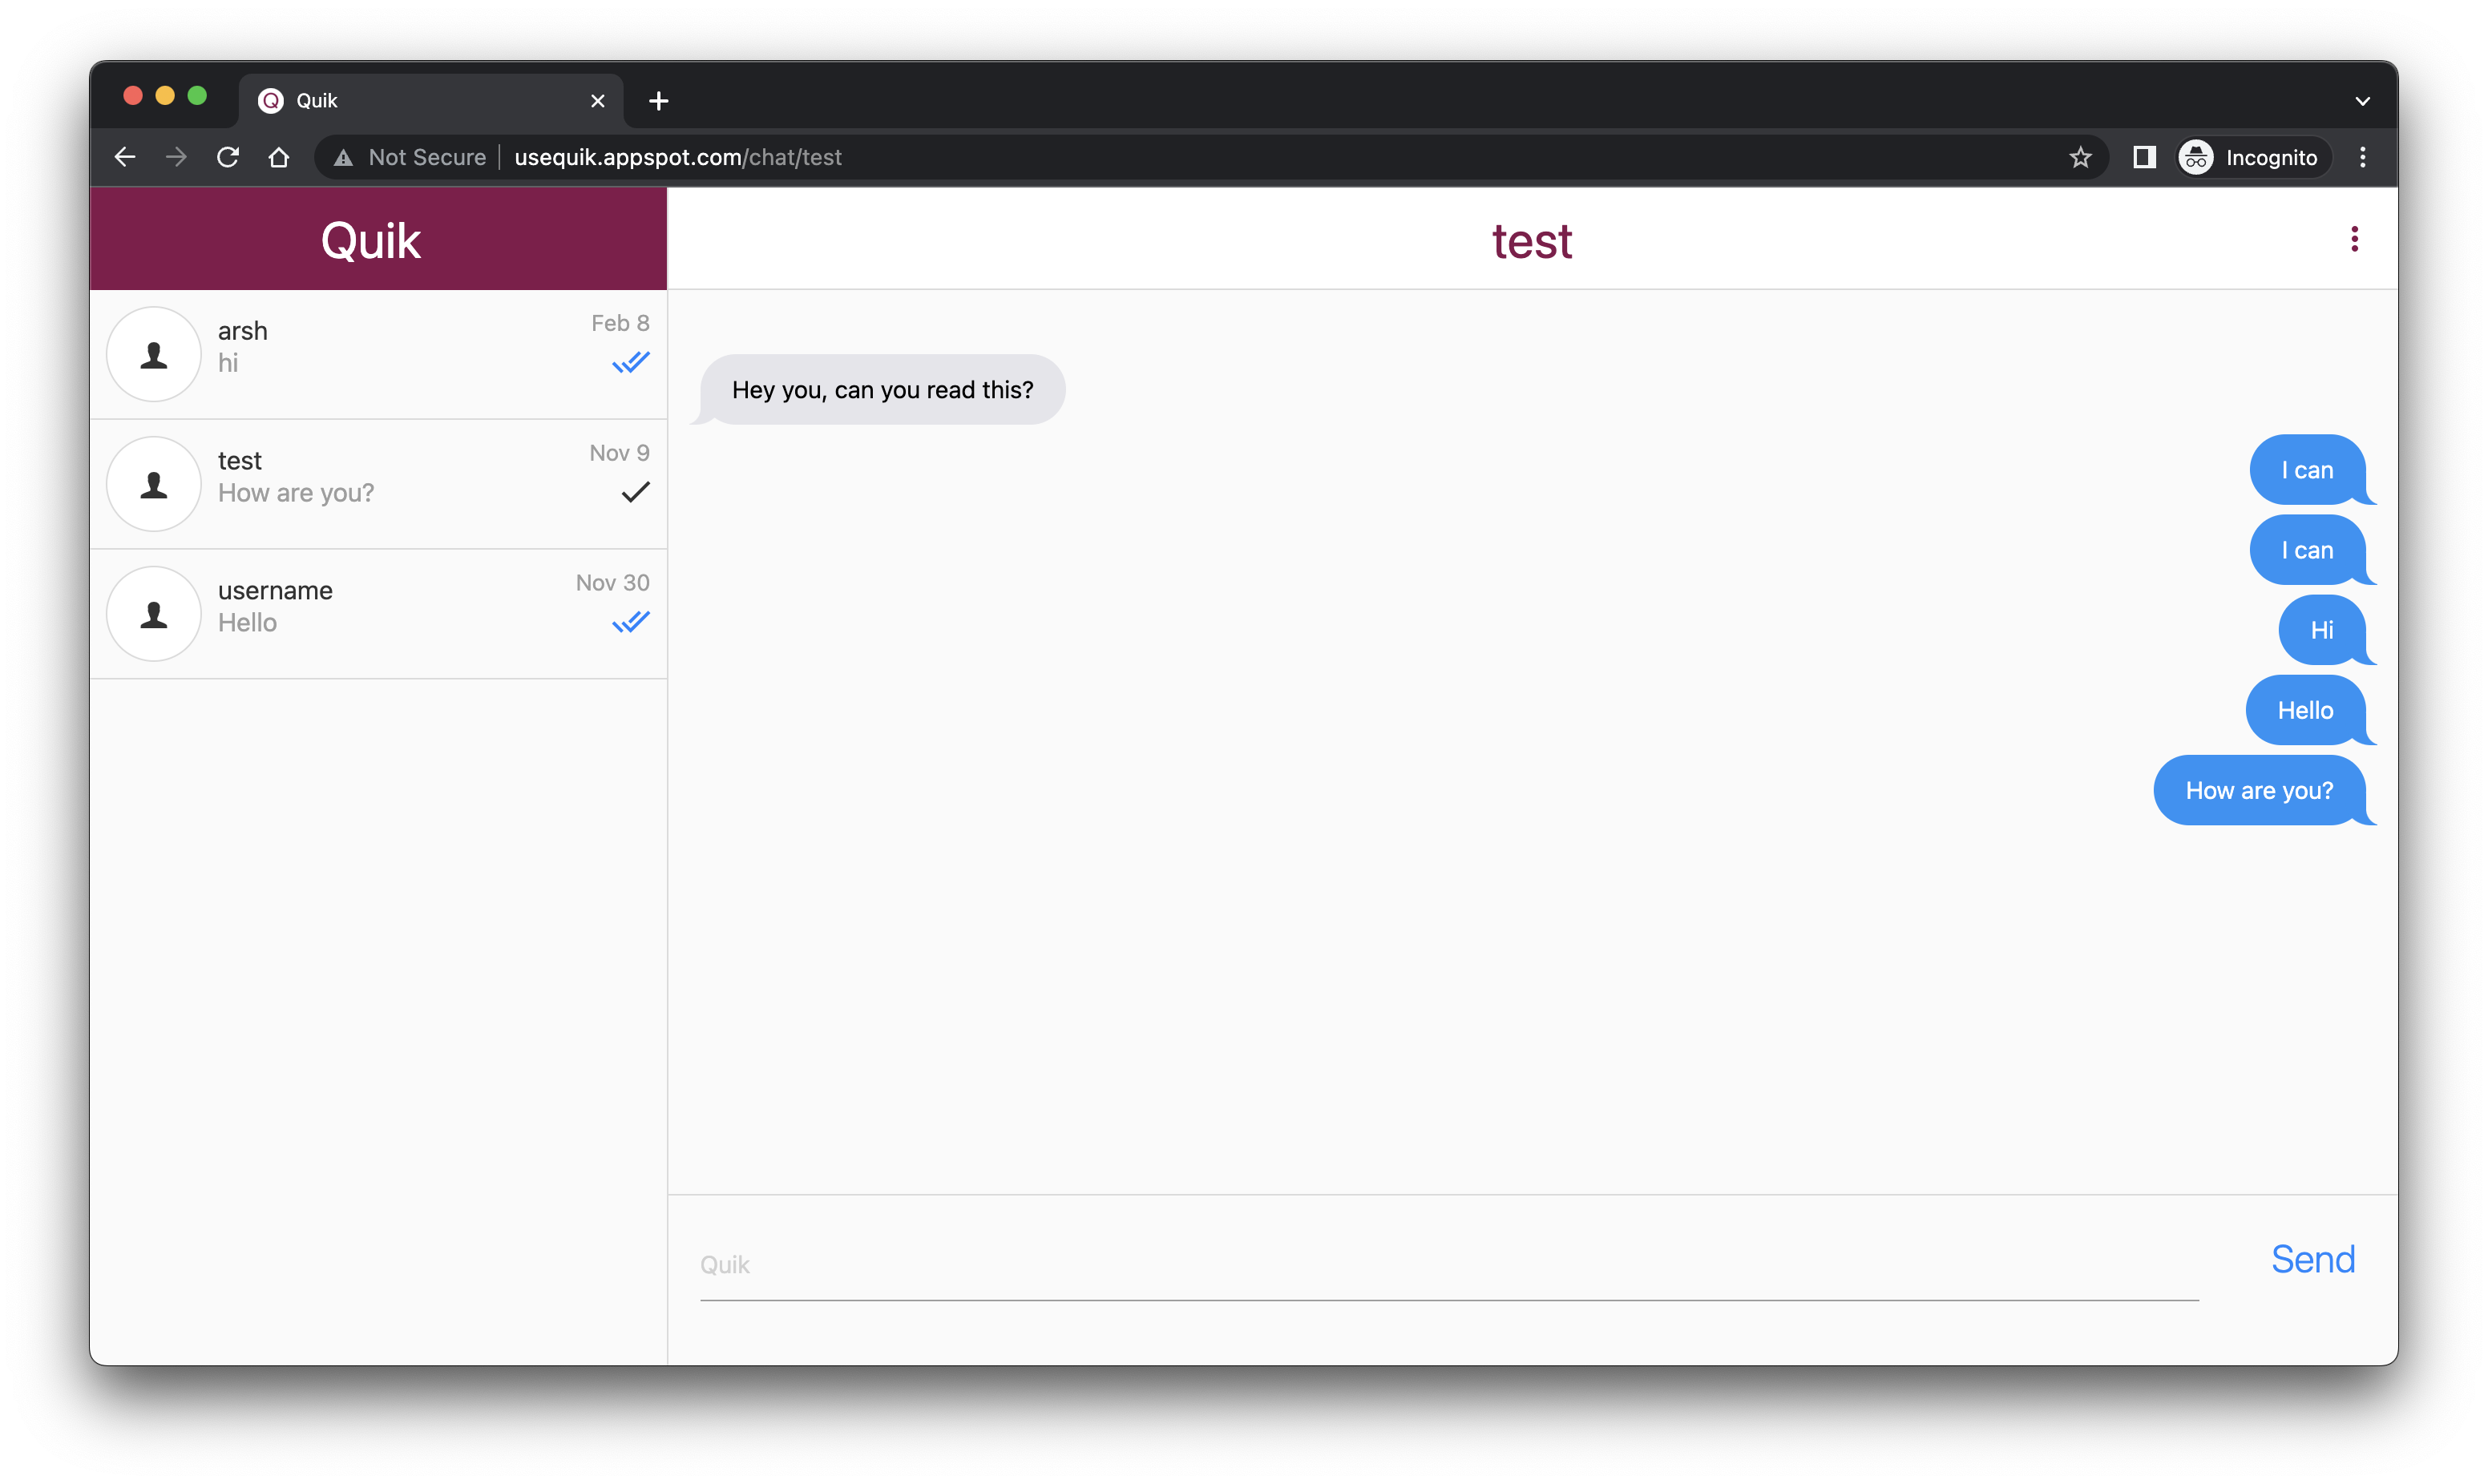 Quik
Not Secure
usequik.appspot.com/chat/test
Incognito
Quik
test
arsh
Feb 8
hi
test
Nov 9
How are you?
username
Nov 30
Hello
Hey you, can you read this?
I can
I can
Hi
Hello
How are you?
Quik
Send